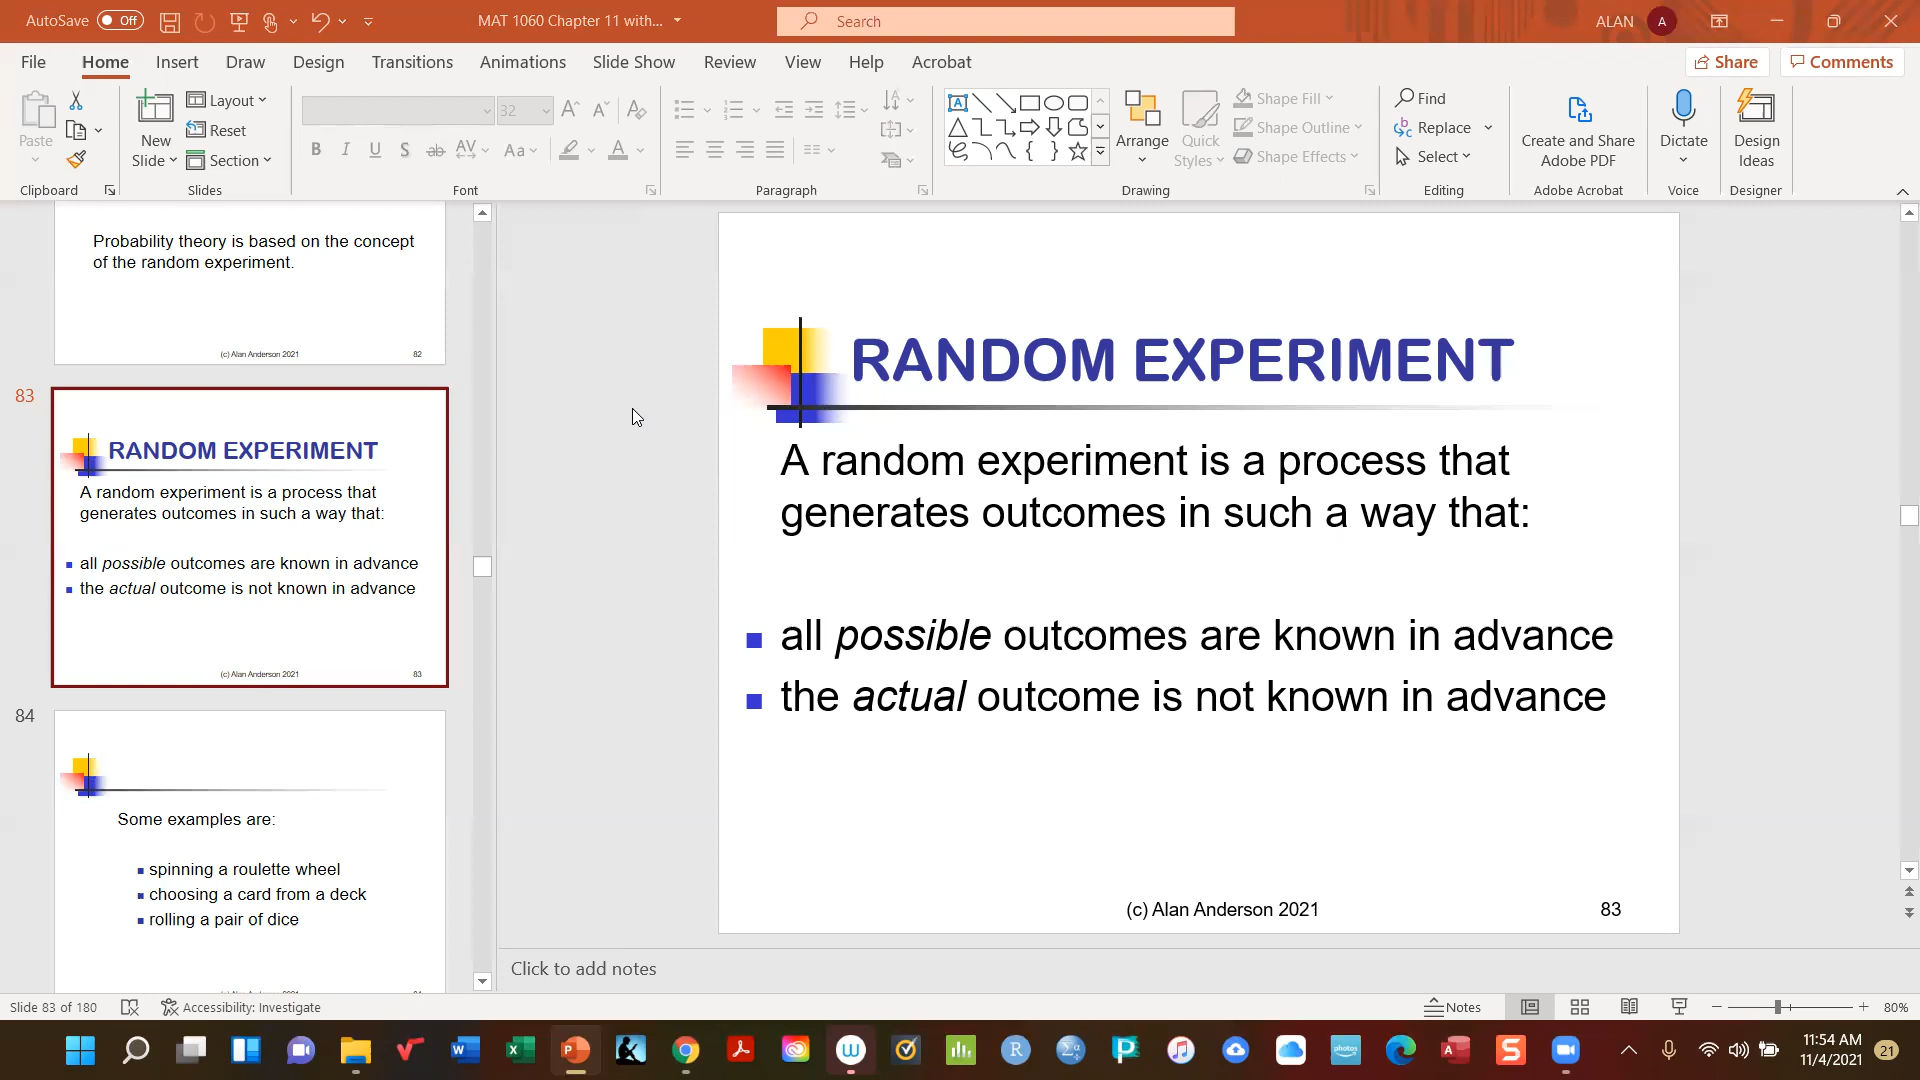 AutoSave Off MAT 1060 Chapter 11 with... Search ALAN A
File Home Insert Draw Design Transitions Animations Slide Show Review View Help Acrobat Share Comments
Paste
New
Slide
Layout
Reset
Section
32
Arrange
Quick
Styles
Shape Fill
Shape Outline
Shape Effects
Find
Replace
Select
Create and Share
Adobe PDF
Dictate
Design
Ideas
Clipboard Slides Font Paragraph Drawing Editing Adobe Acrobat Voice Designer
Probability theory is based on the concept
of the random experiment.
(c) Alan Anderson 2021 82
83
RANDOM EXPERIMENT
A random experiment is a process that
generates outcomes in such a way that:
all possible outcomes are known in advance
the actual outcome is not known in advance
(c) Alan Anderson 2021 83
84
Some examples are:
spinning a roulette wheel
choosing a card from a deck
rolling a pair of dice
RANDOM EXPERIMENT
A random experiment is a process that
generates outcomes in such a way that:
all possible outcomes are known in advance
the actual outcome is not known in advance
(c) Alan Anderson 2021 83
Click to add notes
Slide 83 of 180 Accessibility: Investigate Notes 80%
11:54 AM
11/4/2021 21